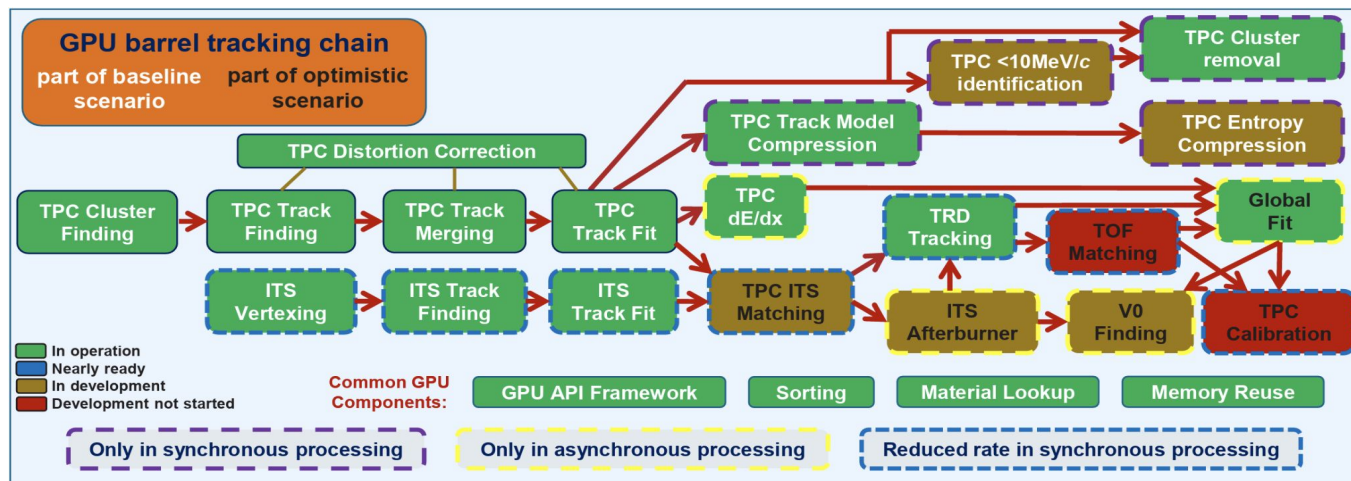 GPU barrel tracking chain
part of baseline
scenario
part of optimistic
scenario
TPC Distortion Correction
TPC Cluster
Finding
TPC Track
Finding
TPC Track
Merging
TPC
Track Fit
ITS
Vertexing
ITS Track
Finding
ITS
Track Fit
TPC <10MeV/c
identification
TPC Cluster
removal
TPC Track Model
Compression
TPC Entropy
Compression
TPC
dE/dx
TRD
Tracking
TOF
Matching
Global
Fit
TPC ITS
Matching
ITS
Afterburner
V0
Finding
TPC
Calibration
In operation
Nearly ready
In development
Development not started
Common GPU
Components:
GPU API Framework
Sorting
Material Lookup
Memory Reuse
Only in synchronous processing
Only in asynchronous processing
Reduced rate in synchronous processing